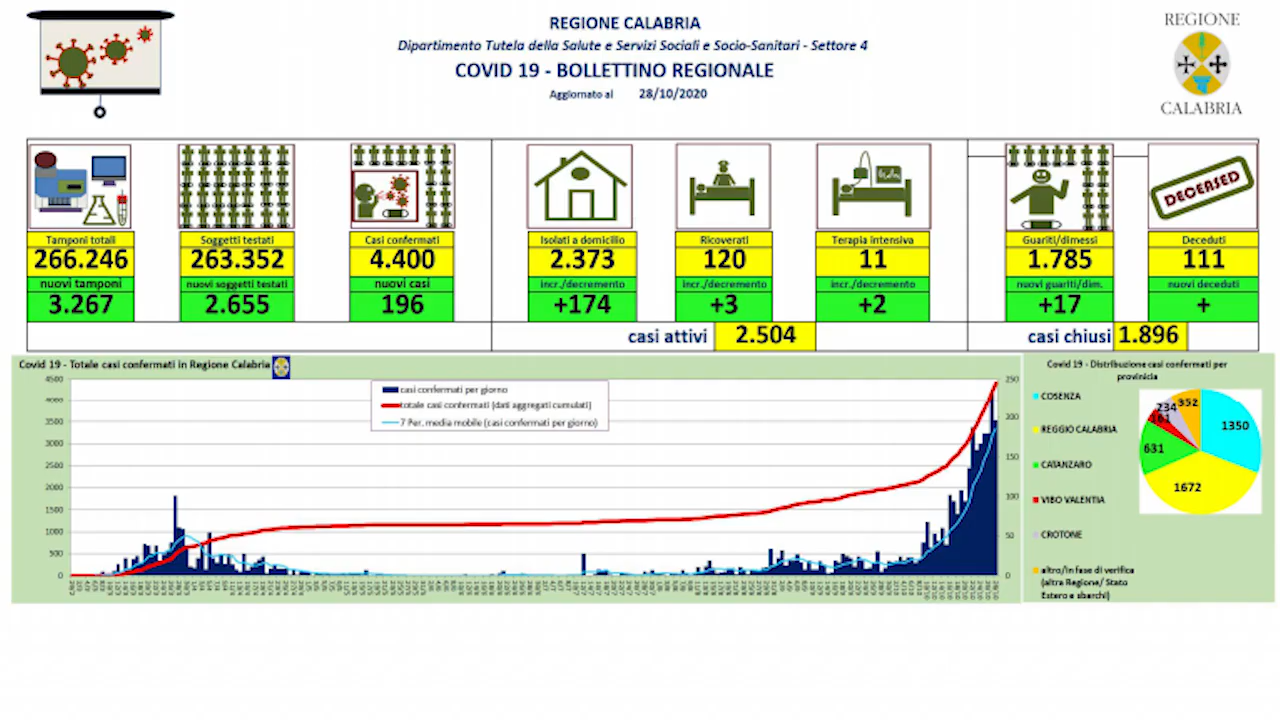 REGIONE CALABRIA
Dipartimento Tutela della Salute e Servizi Sociali e Socio-Sanitari - Settore 4
COVID 19 - BOLLETTINO REGIONALE
Aggiornato al 28/10/2020
REGIONE
CALABRIA
DECEASED
Tamponi totali Soggetti testati Casi confermati Isolati a domicilio Ricoverati Terapia intensiva Guariti/dimessi Deceduti
266.246 263.352 4.400 2.373 120 11 1.785 111
nuovi tamponi nuovi soggetti testati nuovi casi incr./decremento incr./decremento incr./decremento nuovi guariti/dim. nuovi deceduti
3.267 2.655 196 +174 +3 +2 +17 +
casi attivi 2.504 casi chiusi 1.896
Covid 19 - Totale casi confermati in Regione Calabria
casi confermati per giorno
totale casi confermati (dati aggregati cumulati)
7 Per. media mobile (casi confermati per giorno)
4500 250
4000
3500 200
3000
2500 150
2000 100
1500
1000 50
500
0 0
Covid 19 - Distribuzione casi confermati per
provinicia
COSENZA
REGGIO CALABRIA
CATANZARO
VIBO VALENTIA
CROTONE
altro/in fase di verifica
(altra Regione/ Stato
Estero e sbarchi)
352
234
161
1350
631
1672